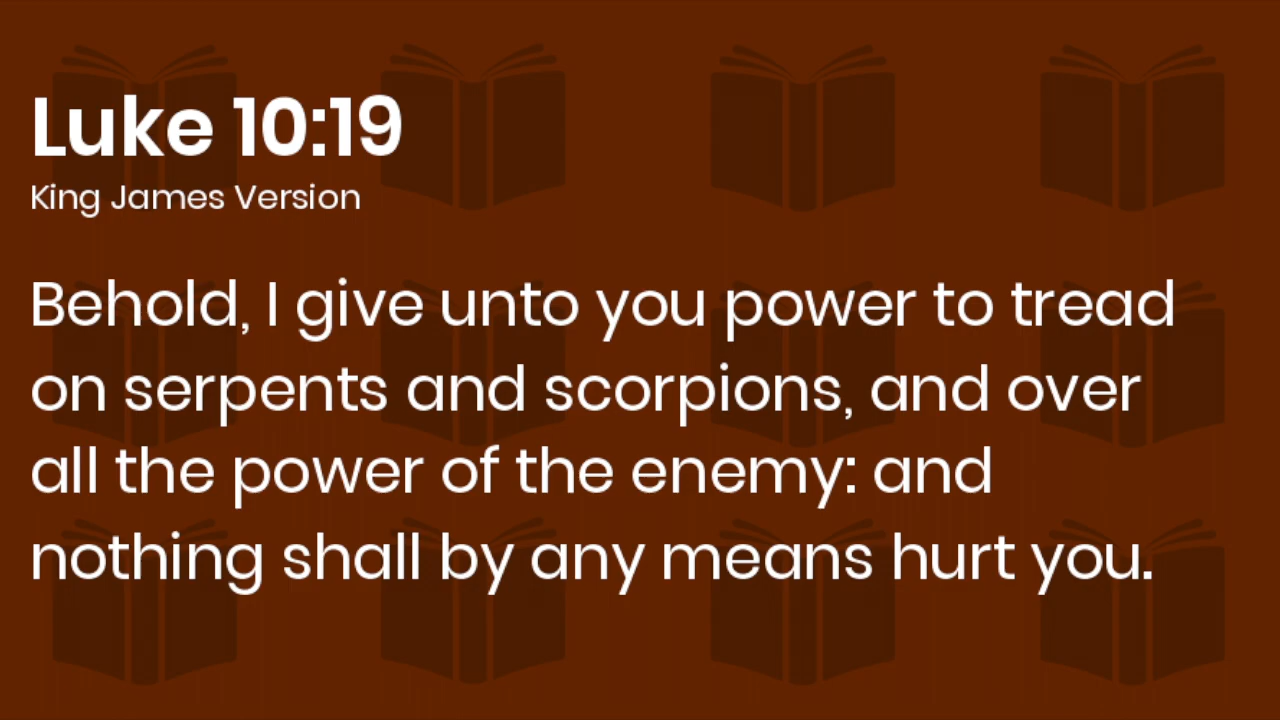 Luke 10:19
King James Version
Behold, I give unto you power to tread
on serpents and scorpions, and over
all the power of the enemy: and
nothing shall by any means hurt you.